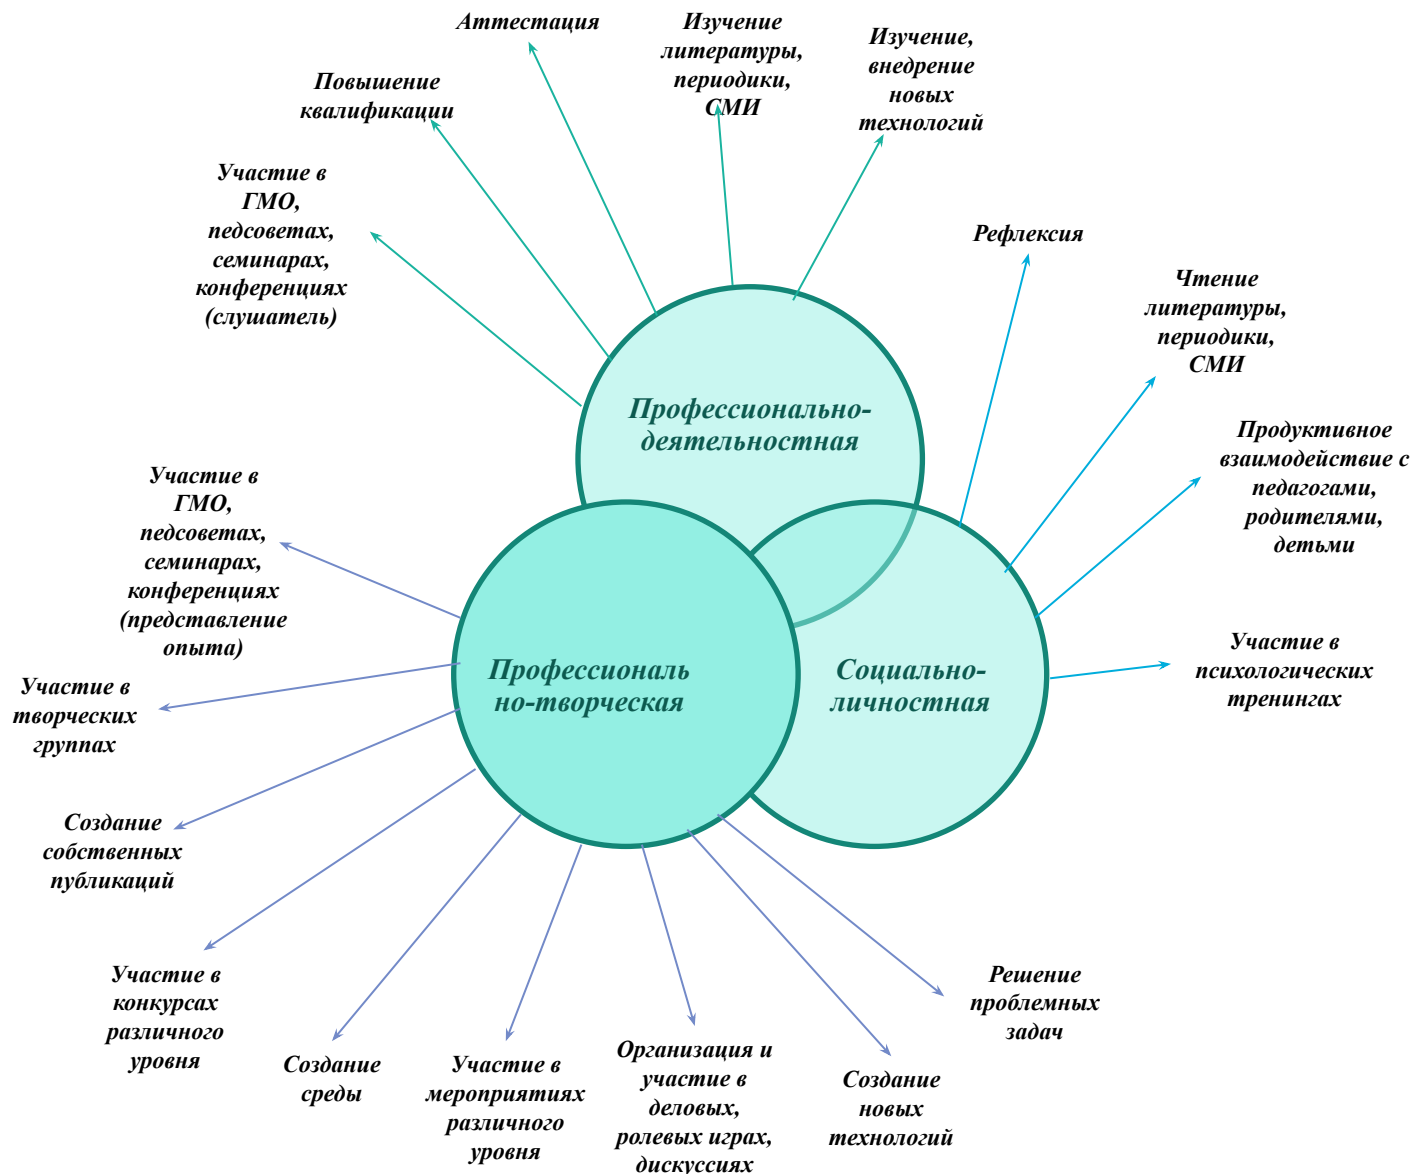 Аттестация
Изучение
литературы,
периодики,
СМИ
Изучение,
внедрение
новых
технологий
Повышение
квалификации
Участие в
ГМО,
педсоветах,
семинарах,
конференциях
(слушатель)
Рефлексия
Чтение
литературы,
периодики,
СМИ
Профессионально-
деятельностная
Продуктивное
взаимодействие с
педагогами,
родителями,
детьми
Участие в
ГМО,
педсоветах,
семинарах,
конференциях
(представление
опыта)
Профессиональ
но-творческая
Социально-
личностная
Участие в
психологических
тренингах
Участие в
творческих
группах
Создание
собственных
публикаций
Участие в
конкурсах
различного
уровня
Создание
среды
Участие в
мероприятиях
различного
уровня
Организация и
участие в
деловых,
ролевых играх,
дискуссиях
Создание
новых
технологий
Решение
проблемных
задач